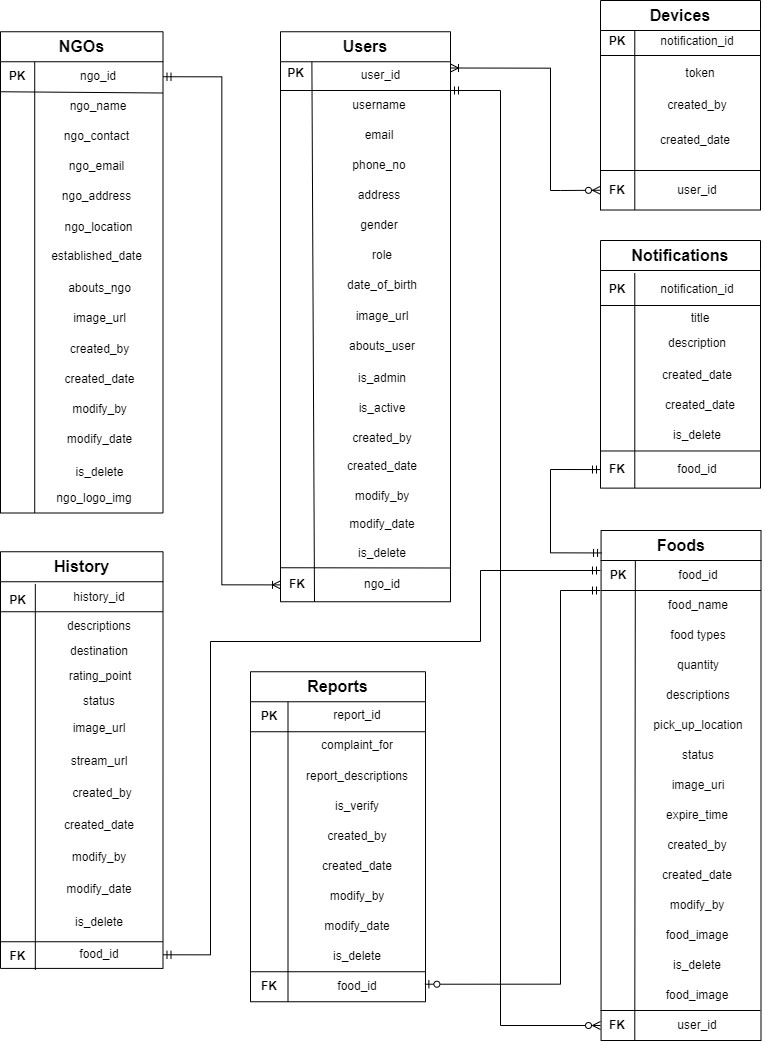 NGOs
PK ngo_id
ngo_name
ngo_contact
ngo_email
ngo_address
ngo_location
established_date
abouts_ngo
image_url
created_by
created_date
modify_by
modify_date
is_delete
ngo_logo_img
Users
PK user_id
username
email
phone_no
address
gender
role
date_of_birth
image_url
abouts_user
is_admin
is_active
created_by
created_date
modify_by
modify_date
is_delete
FK ngo_id
Devices
PK notification_id
token
created_by
created_date
FK user_id
Notifications
PK notification_id
title
description
created_date
created_date
is_delete
FK food_id
History
PK history_id
descriptions
destination
rating_point
status
image_url
stream_url
created_by
created_date
modify_by
modify_date
is_delete
FK food_id
Reports
PK report_id
complaint_for
report_descriptions
is_verify
created_by
created_date
modify_by
modify_date
is_delete
FK food_id
Foods
PK food_id
food_name
food types
quantity
descriptions
pick_up_location
status
image_uri
expire_time
created_by
created_date
modify_by
food_image
is_delete
food_image
FK user_id